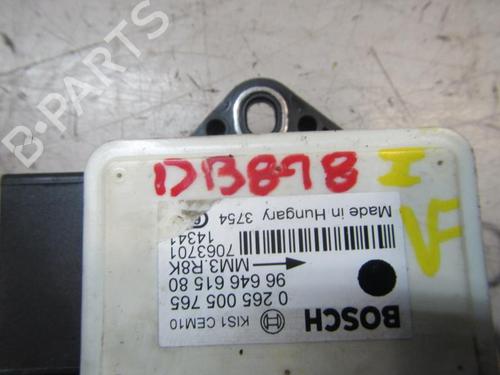 B-PARTS
DB878
I
VF
BOSCH
KIS1 CEM10
0 265 005 765
96 646 615 80
MM3.R8K
7063701
14341
Made in Hungary 3754